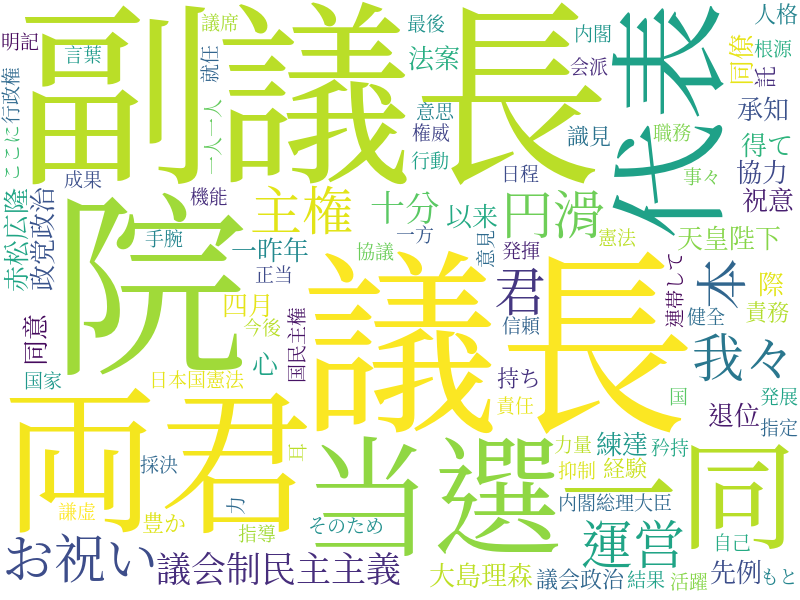 議席
最後
内閣
人格
明記
言葉
就任
法案
会派
同僚
根源
副議長
代表
託
行政権
一人一人
意思
権威
承知
識見
職務
得て
ここに
行動
日程
事々
協力
成果
機能
祝意
赤松広隆
政党政治
院
主権
十分
以来
円滑
手腕
一昨年
一方
意見
発揮
憲法
天皇陛下
正当
協議
議長
君
本
際
連帯して
責務
四月
今後
国民主権
信頼
健全
同意
心
我々
国家
日本国憲法
持ち
責任
国
発展
退位
指定
両君
当選
一同
採決
耳
力量
練達
矜持
抑制
経験
謙虚
豊か
力
内閣総理大臣
指導
そのため
運営
自己
お祝い
議会制民主主義
大島理森
議会政治
結果
活躍
先例
もと